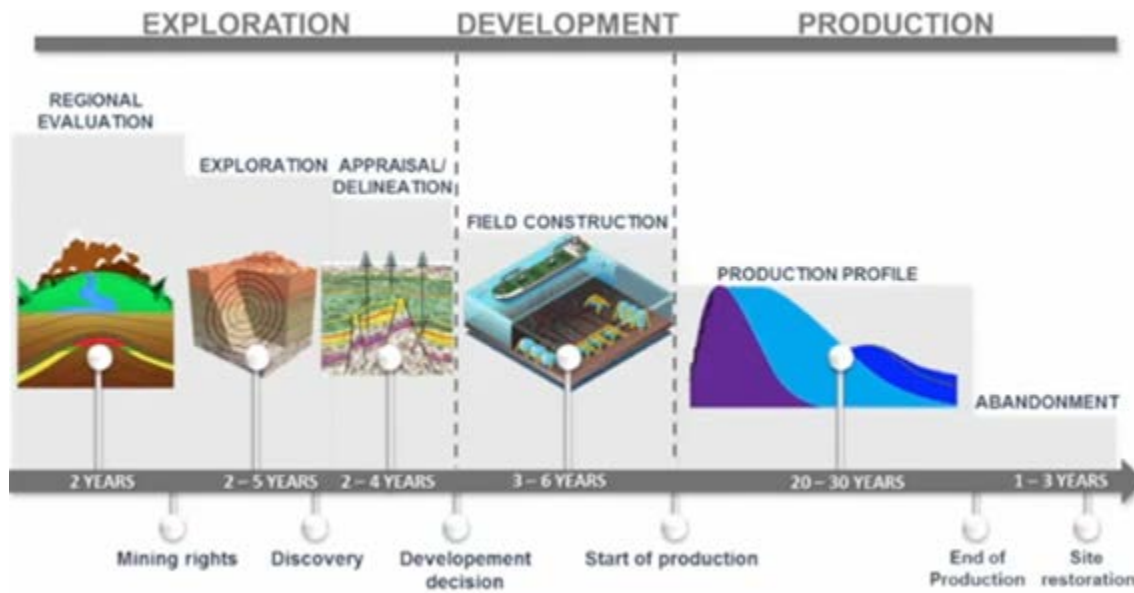 EXPLORATION
DEVELOPMENT
PRODUCTION
REGIONAL
EVALUATION
EXPLORATION
APPRAISAL/
DELINEATION
FIELD CONSTRUCTION
PRODUCTION PROFILE
ABANDONMENT
2 YEARS
2 – 5 YEARS
2 – 4 YEARS
3 – 6 YEARS
20 – 30 YEARS
1 – 3 YEARS
Mining rights
Discovery
Developement
decision
Start of production
End of
Production
Site
restoration